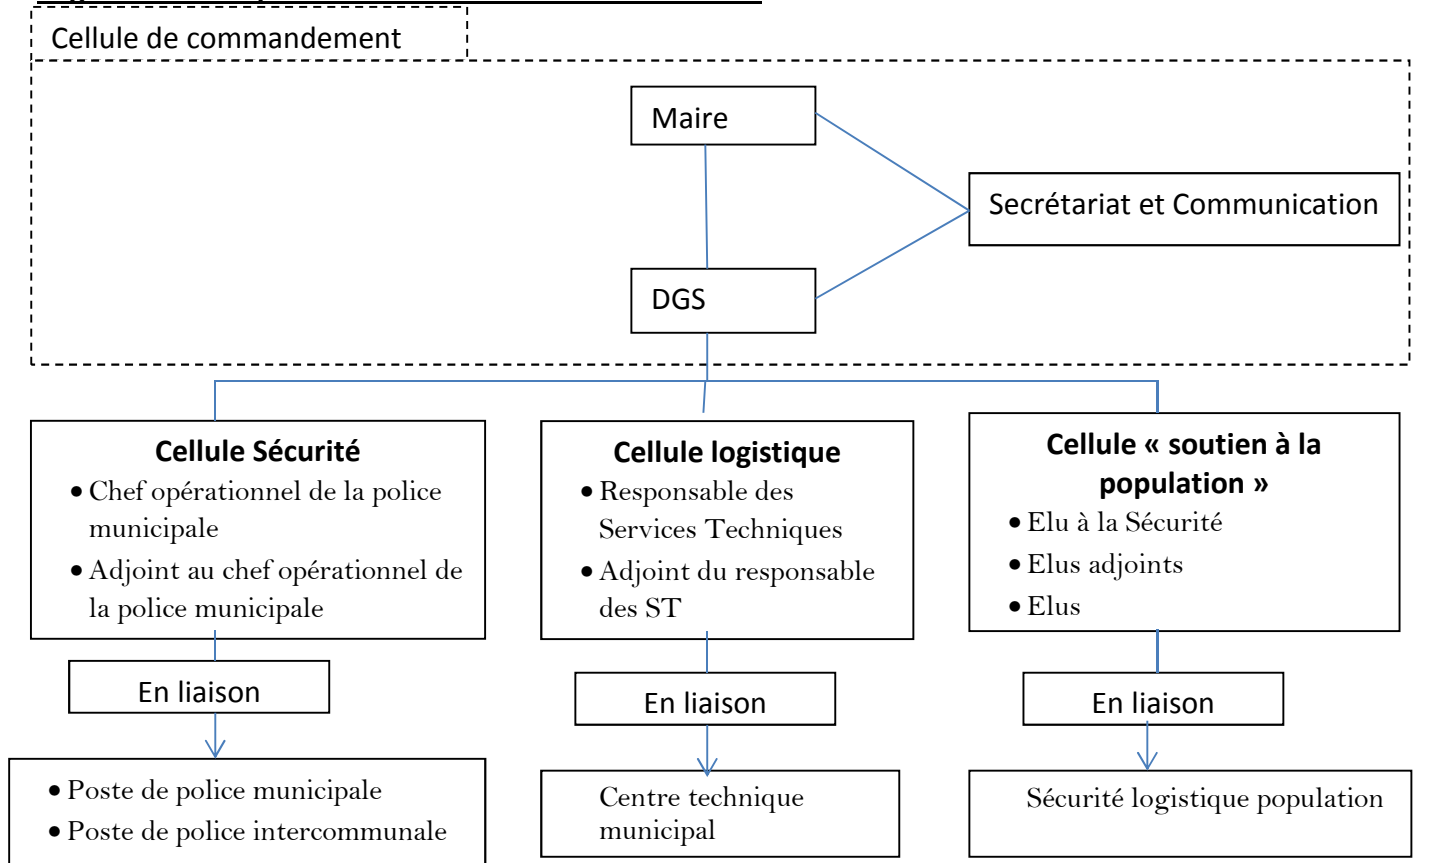 Cellule de commandement
Maire
Secrétariat et Communication
DGS
Cellule Sécurité
• Chef opérationnel de la police
municipale
• Adjoint au chef opérationnel de
la police municipale
Cellule logistique
• Responsable des
Services Techniques
• Adjoint du responsable
des ST
Cellule « soutien à la
population »
• Elu à la Sécurité
• Elus adjoints
• Elus
En liaison
En liaison
En liaison
• Poste de police municipale
• Poste de police intercommunale
Centre technique
municipal
Sécurité logistique population